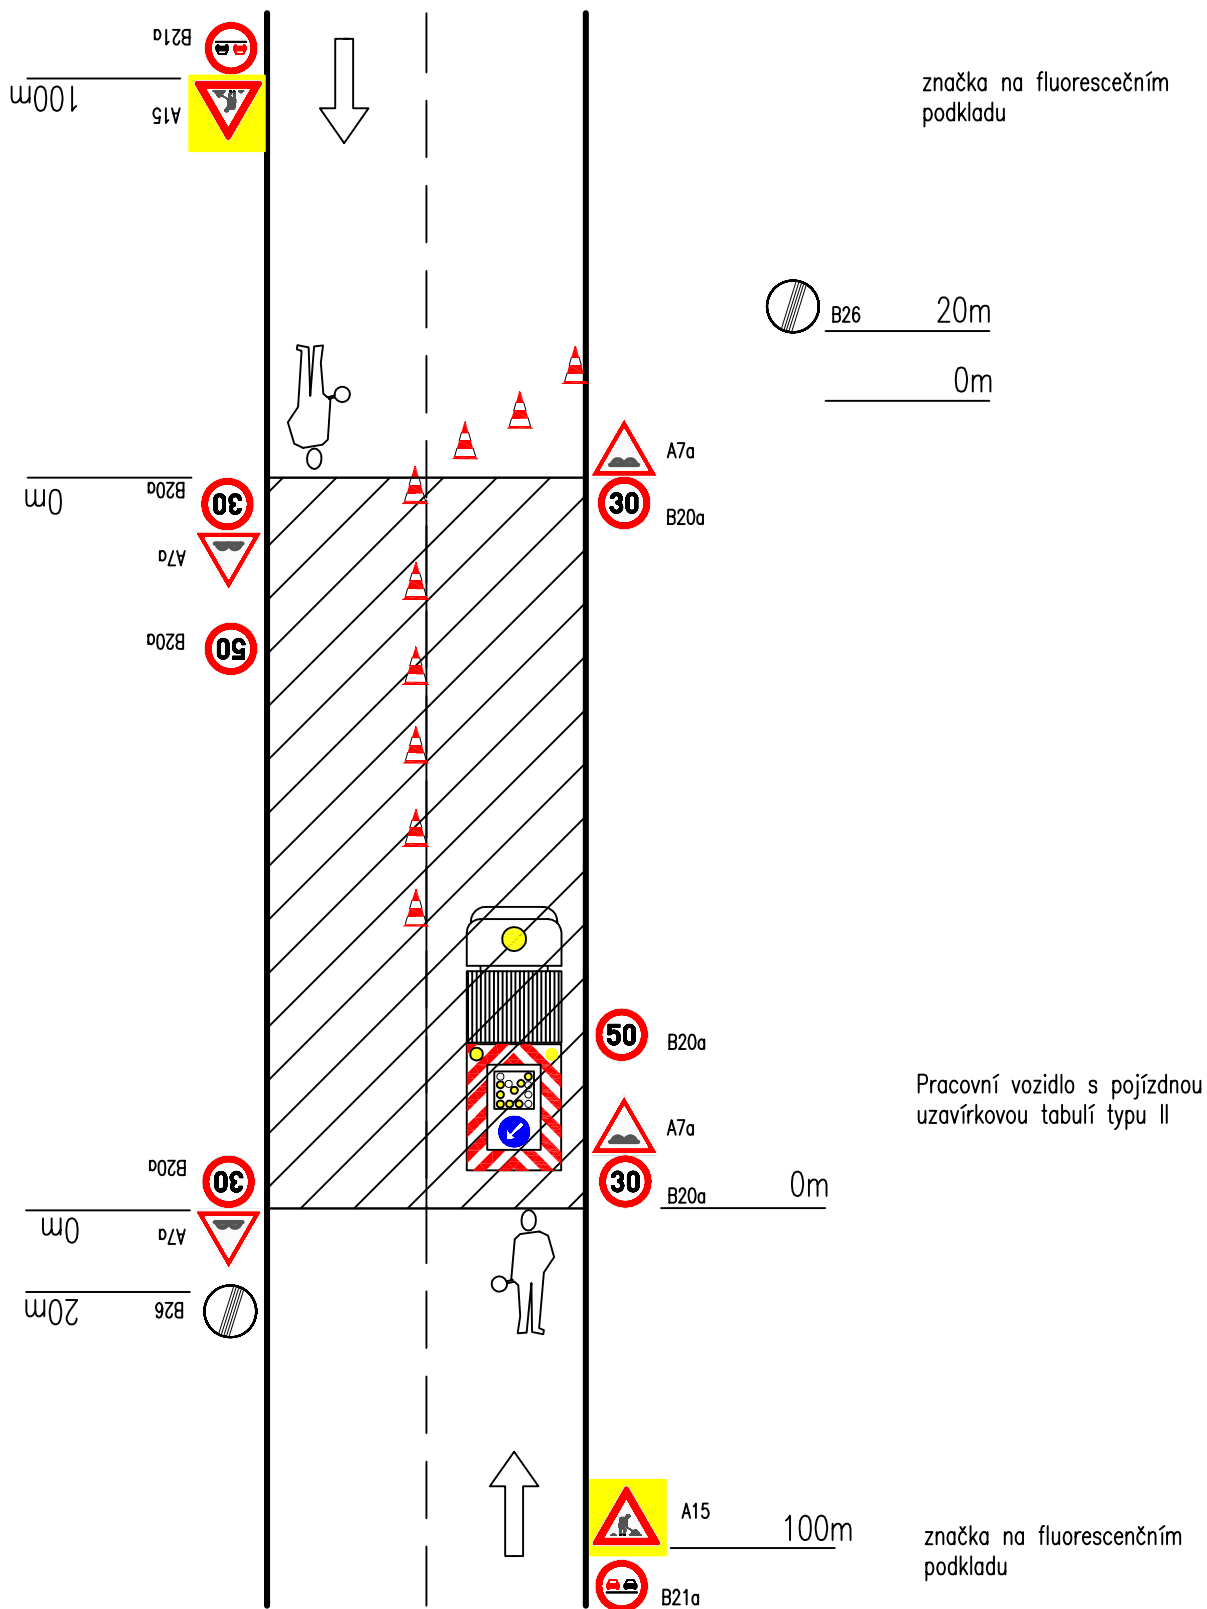 B21a
100m
A15
značka na fluorescečním
podkladu
B26
20m
0m
A7a
0m
B20a
30
30
B20a
A7a
B20a
50
50
B20a
Pracovní vozidlo s pojízdnou
uzavírkovou tabulí typu II
A7a
B20a
30
30
B20a
0m
0m
A7a
20m
B26
A15
100m
značka na fluorescenčním
podkladu
B21a